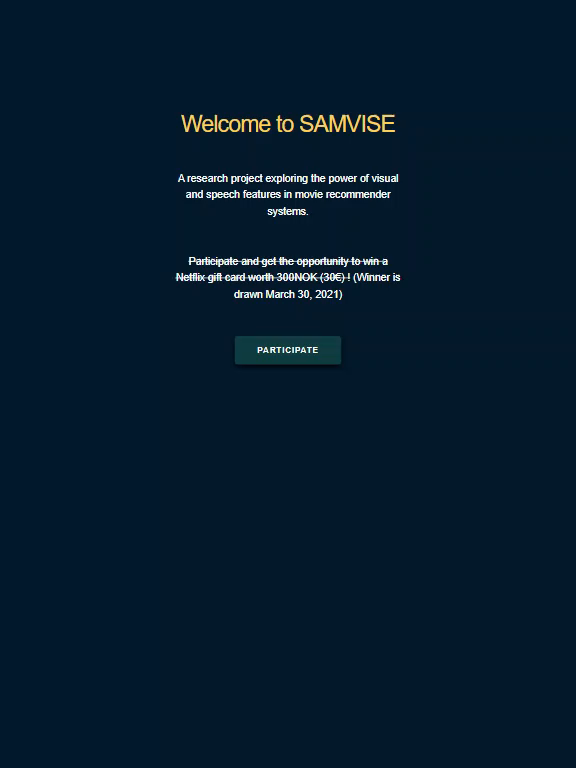 Welcome to SAMVISE
A research project exploring the power of visual
and speech features in movie recommender
systems.
Participate and get the opportunity to win a
Netflix gift card worth 300NOK (30€) ! (Winner is
drawn March 30, 2021)
PARTICIPATE